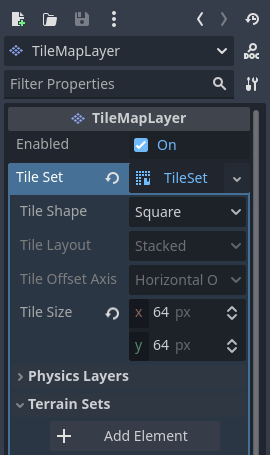 TileMapLayer
DOC
Filter Properties
TileMapLayer
Enabled On
Tile Set TileSet
Tile Shape Square
Tile Layout Stacked
Tile Offset Axis Horizontal O
Tile Size x 64 px
y 64 px
Physics Layers
Terrain Sets
+ Add Element